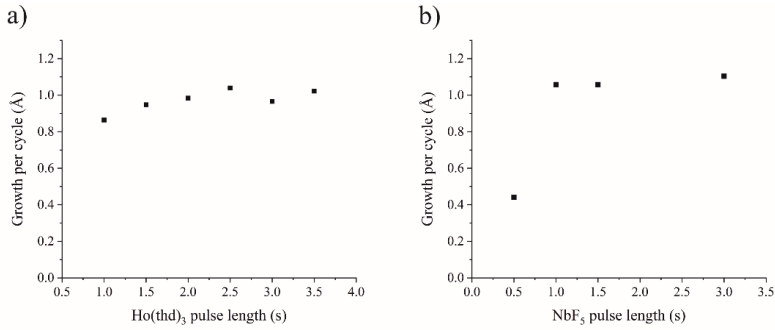 a)
1.2
1.0
0.8
0.6
0.4
0.2
0.0
Growth per cycle (Å)
0.5 1.0 1.5 2.0 2.5 3.0 3.5 4.0
Ho(thd)₃ pulse length (s)
b)
1.2
1.0
0.8
0.6
0.4
0.2
0.0
Growth per cycle (Å)
0.0 0.5 1.0 1.5 2.0 2.5 3.0 3.5
NbF₅ pulse length (s)